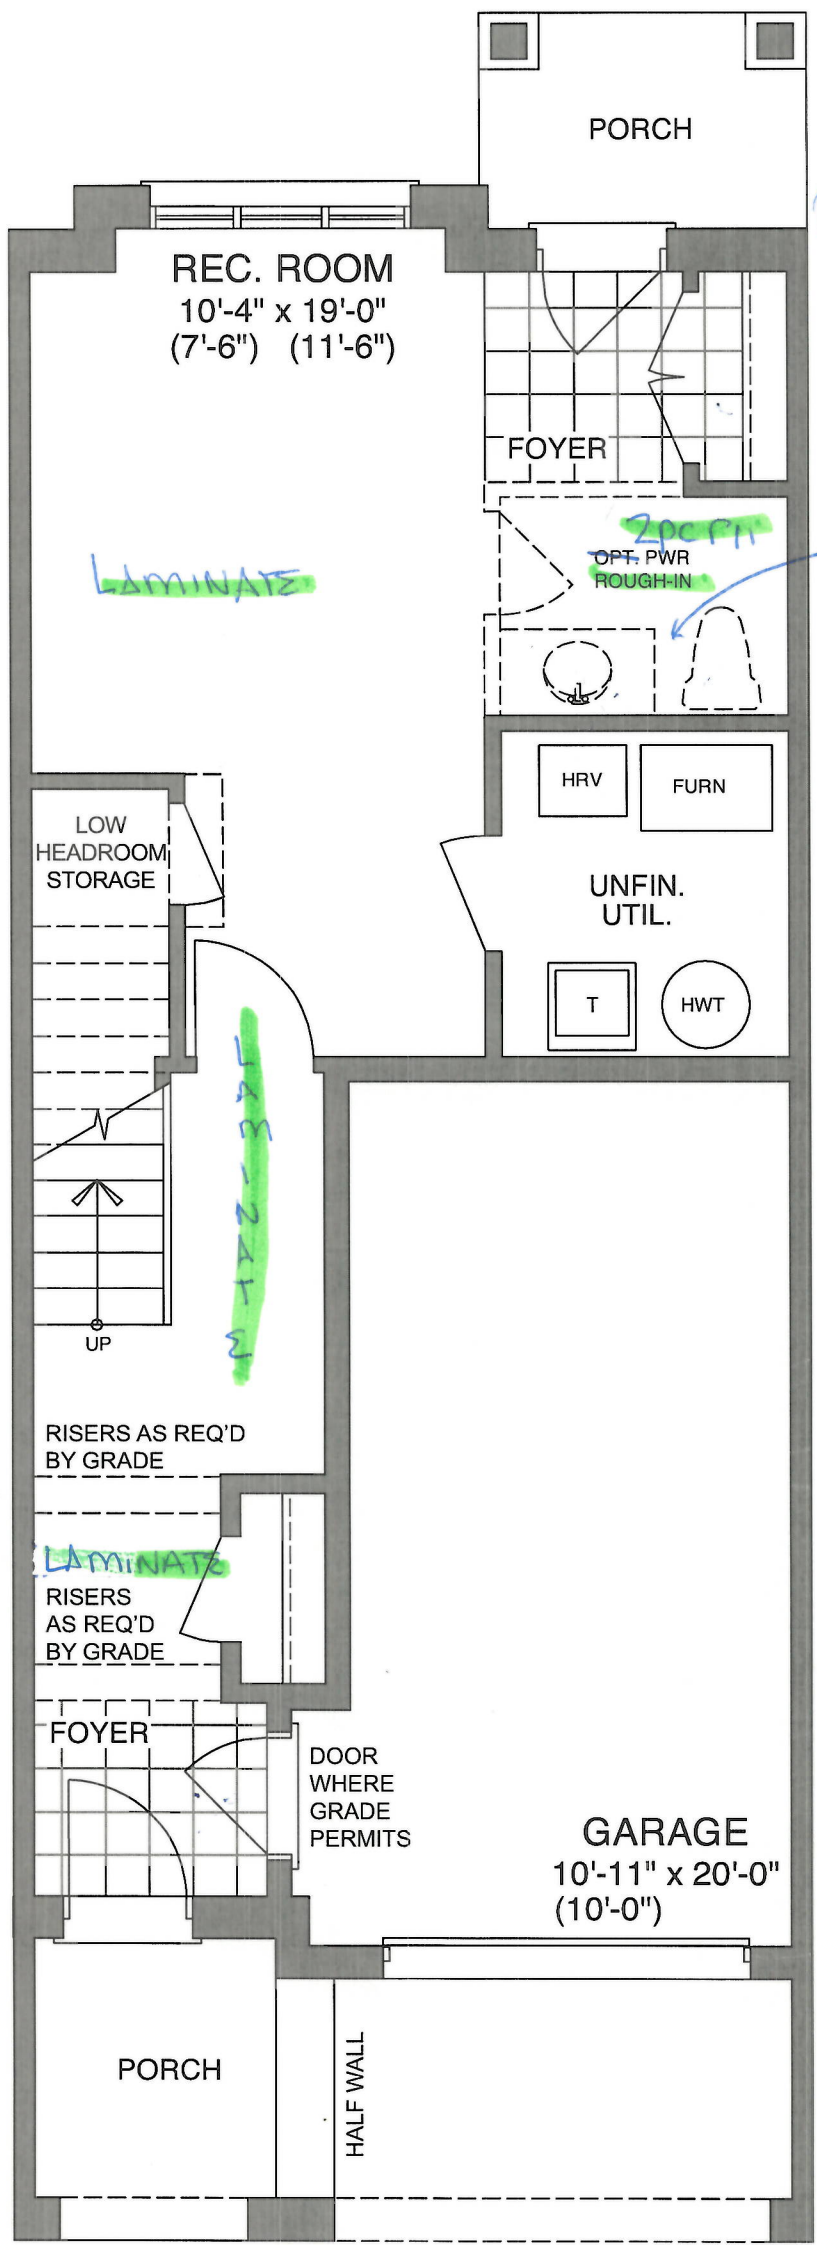 PORCH
REC. ROOM
10'-4" x 19'-0"
(7'-6") (11'-6")
FOYER
2pc
OPT. PWR
ROUGH-IN
LAMINATE
HRV
FURN
LOW
HEADROOM
STORAGE
UNFIN.
UTIL.
T
HWT
LAMINATE
UP
RISERS AS REQ'D
BY GRADE
LAMINATE
RISERS
AS REQ'D
BY GRADE
FOYER
DOOR
WHERE
GRADE
PERMITS
GARAGE
10'-11" x 20'-0"
(10'-0")
PORCH
HALF WALL